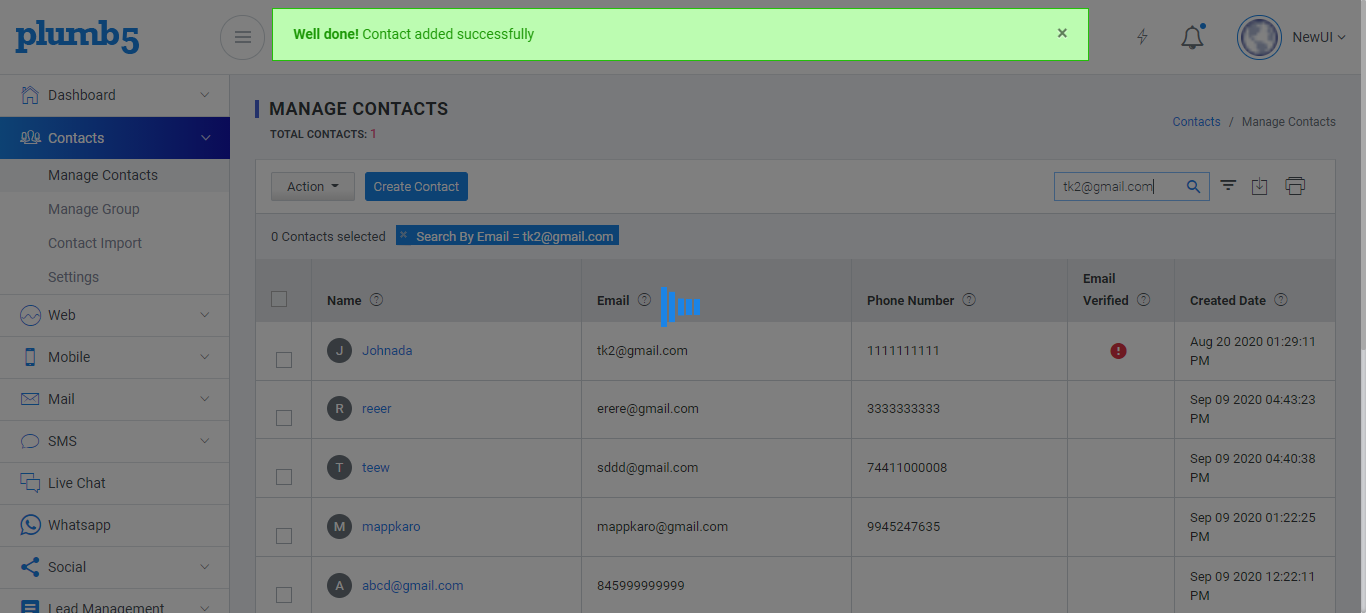 plumb5
Well done! Contact added successfully ×
NewUI
Dashboard
Contacts
Manage Contacts
Manage Group
Contact Import
Settings
Web
Mobile
Mail
SMS
Live Chat
Whatsapp
Social
Lead Management
MANAGE CONTACTS
TOTAL CONTACTS: 1
Contacts / Manage Contacts
Action Create Contact tk2@gmail.com
0 Contacts selected × Search By Email = tk2@gmail.com
Name ? Email ? Phone Number ? Email Verified ? Created Date ?
J Johnada tk2@gmail.com 1111111111 ! Aug 20 2020 01:29:11
PM
R reeer erere@gmail.com 3333333333 Sep 09 2020 04:43:23
PM
T teew sddd@gmail.com 74411000008 Sep 09 2020 04:40:38
PM
M mappkaro mappkaro@gmail.com 9945247635 Sep 09 2020 01:22:25
PM
A abcd@gmail.com 845999999999 Sep 09 2020 12:22:11
PM